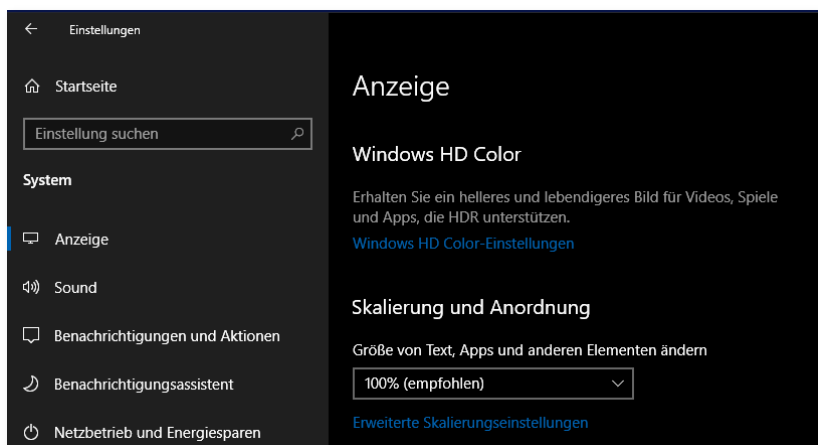 Einstellungen
Startseite
Einstellung suchen
System
Anzeige
Sound
Benachrichtigungen und Aktionen
Benachrichtigungsassistent
Netzbetrieb und Energiesparen
Anzeige
Windows HD Color
Erhalten Sie ein helleres und lebendigeres Bild für Videos, Spiele
und Apps, die HDR unterstützen.
Windows HD Color-Einstellungen
Skalierung und Anordnung
Größe von Text, Apps und anderen Elementen ändern
100% (empfohlen)
Erweiterte Skalierungseinstellungen